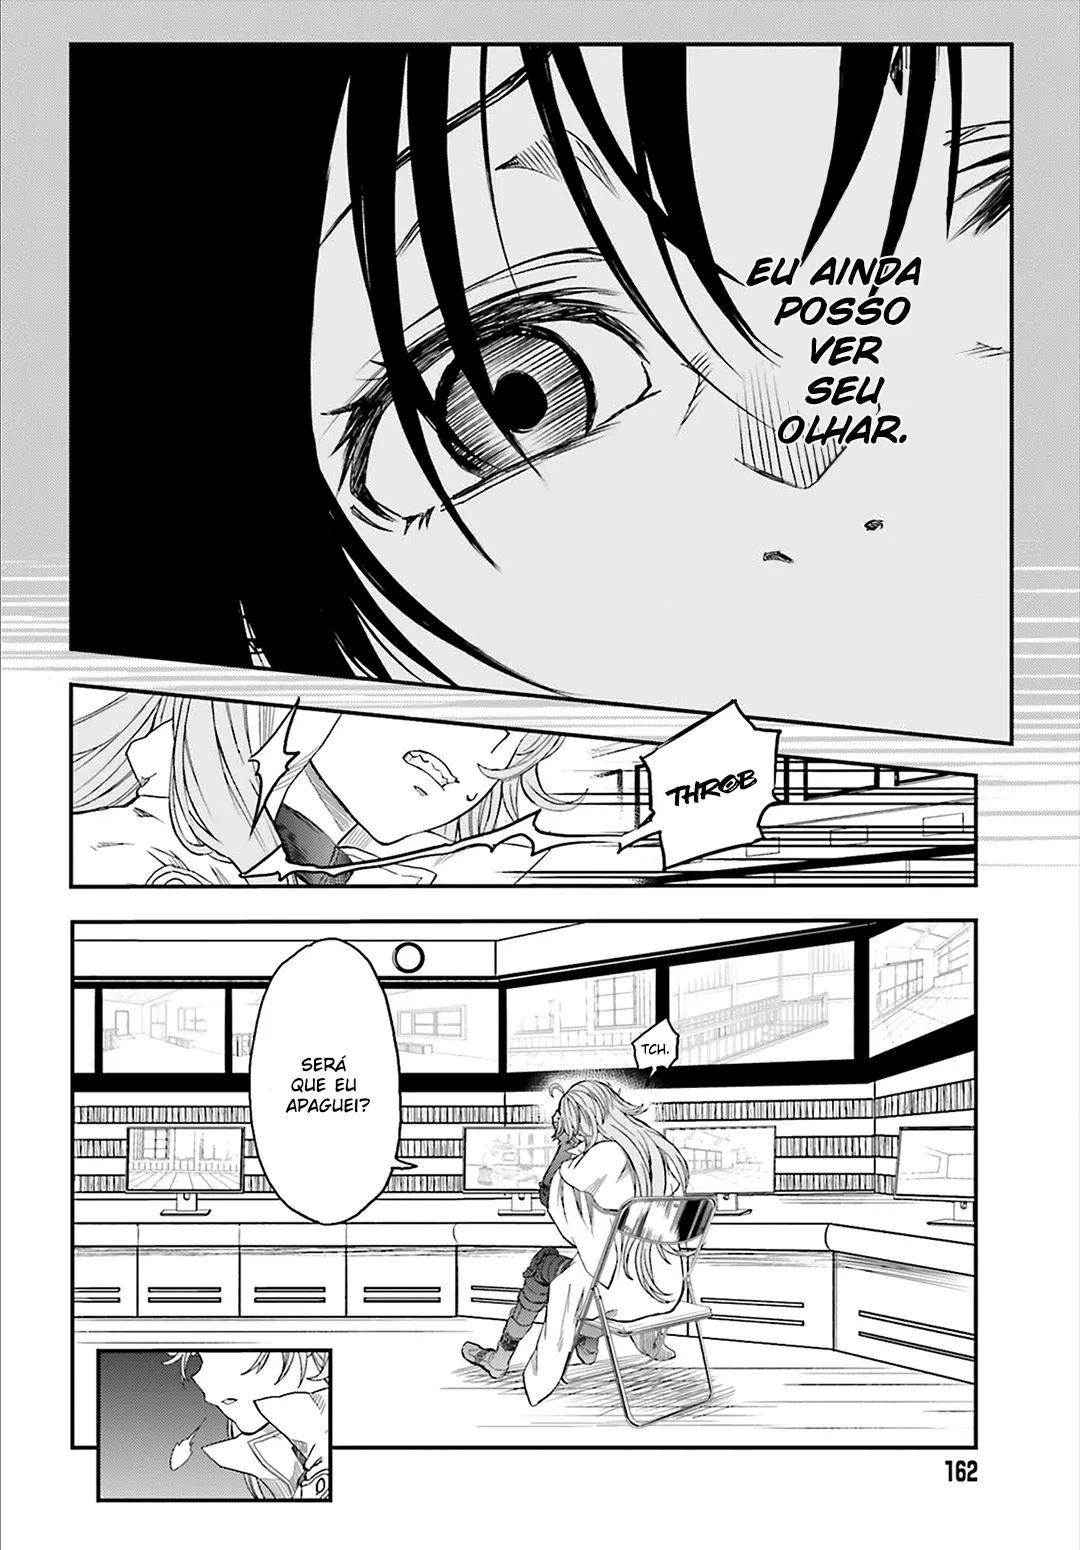 EU AINDA
POSSO
VER
SEU
OLHAR.
THROB
TCH.
SERÁ
QUE EU
APAGUEI?
162